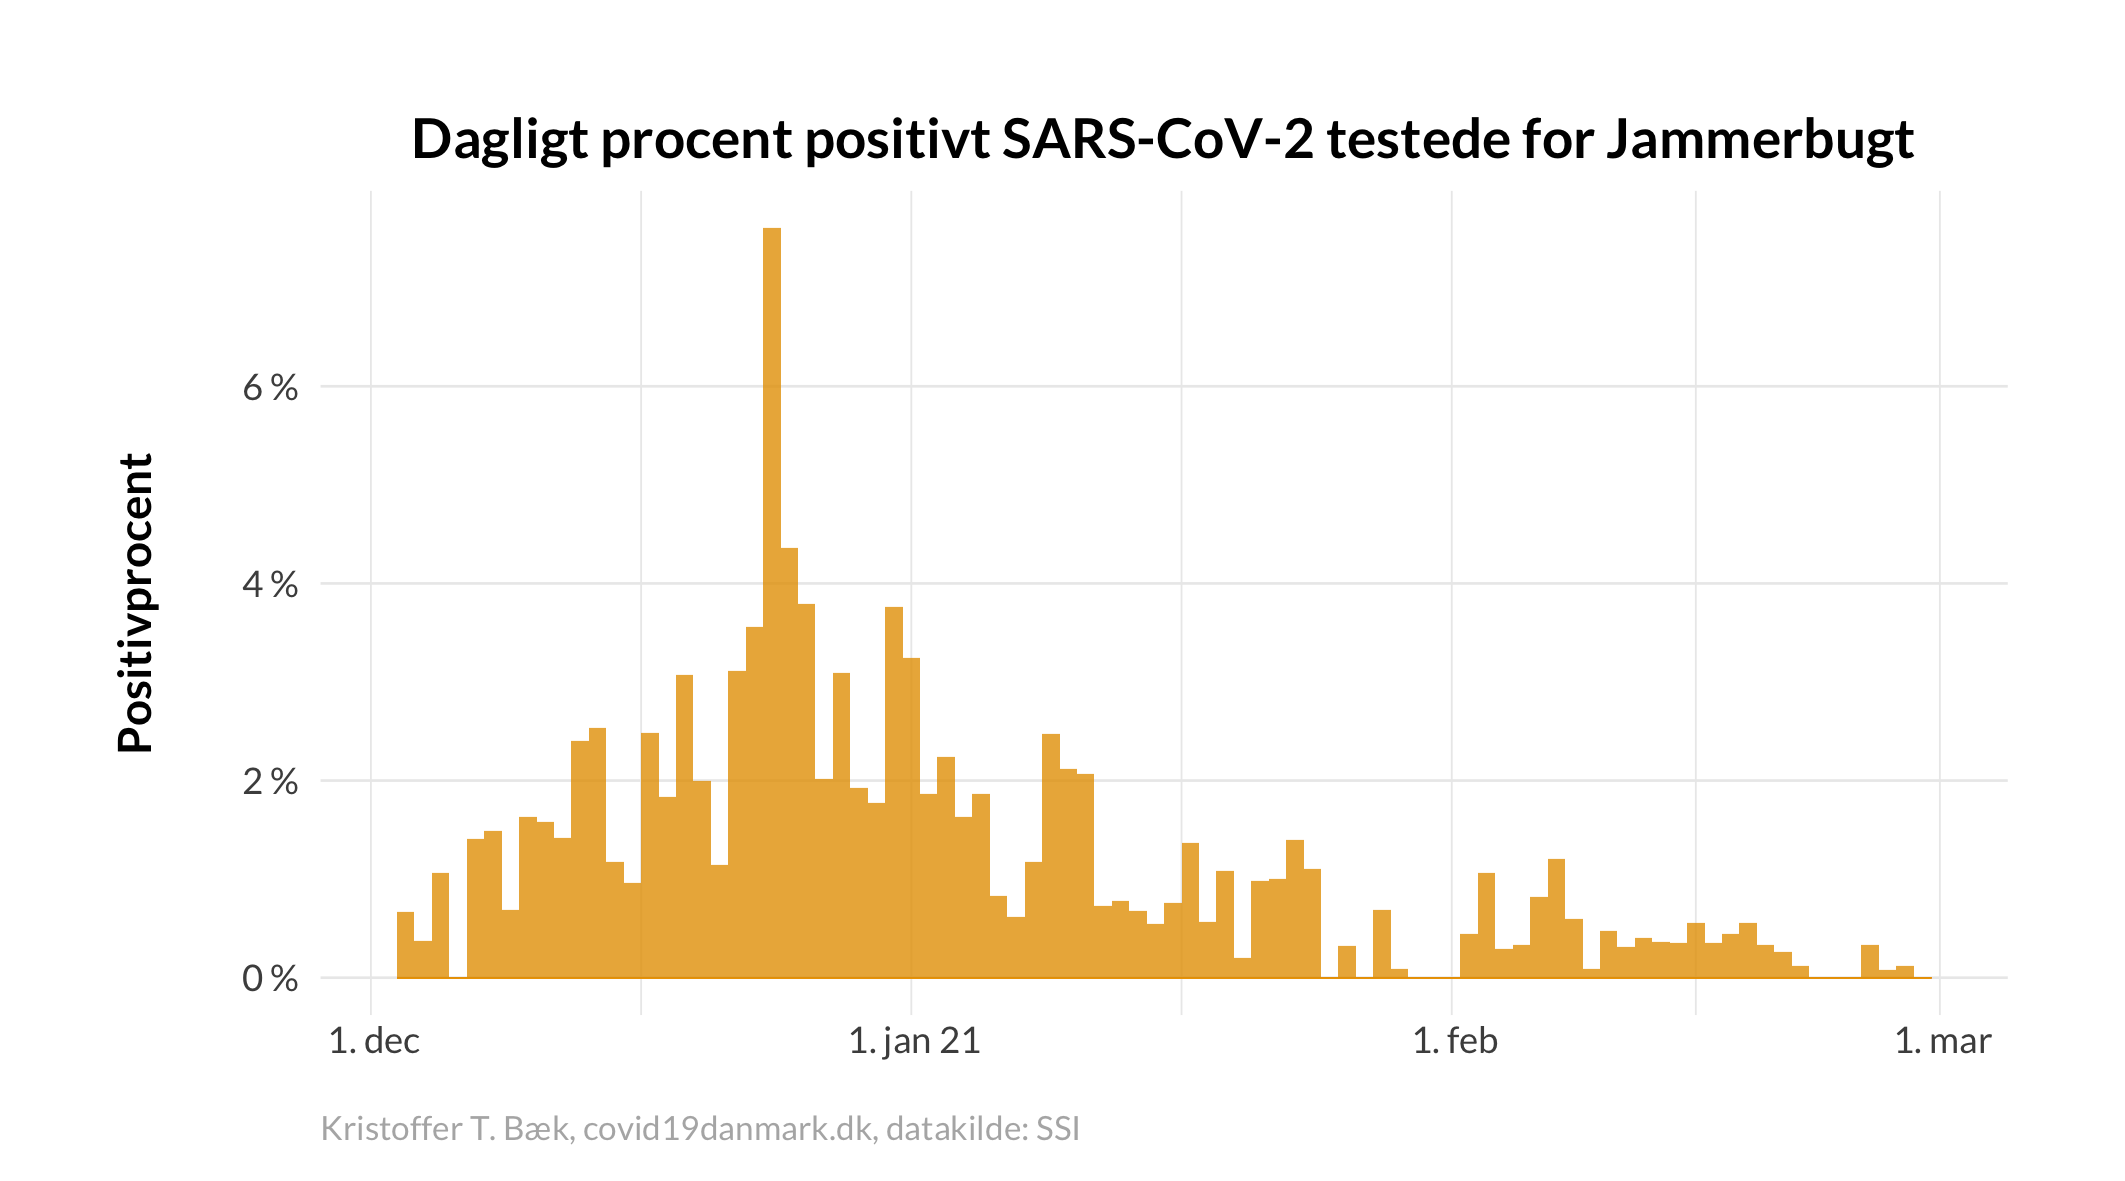 Dagligt procent positivt SARS-CoV-2 testede for Jammerbugt
Positivprocent
6 %
4 %
2 %
0 %
1. dec
1. jan 21
1. feb
1. mar
Kristoffer T. Bæk, covid19danmark.dk, datakilde: SSI